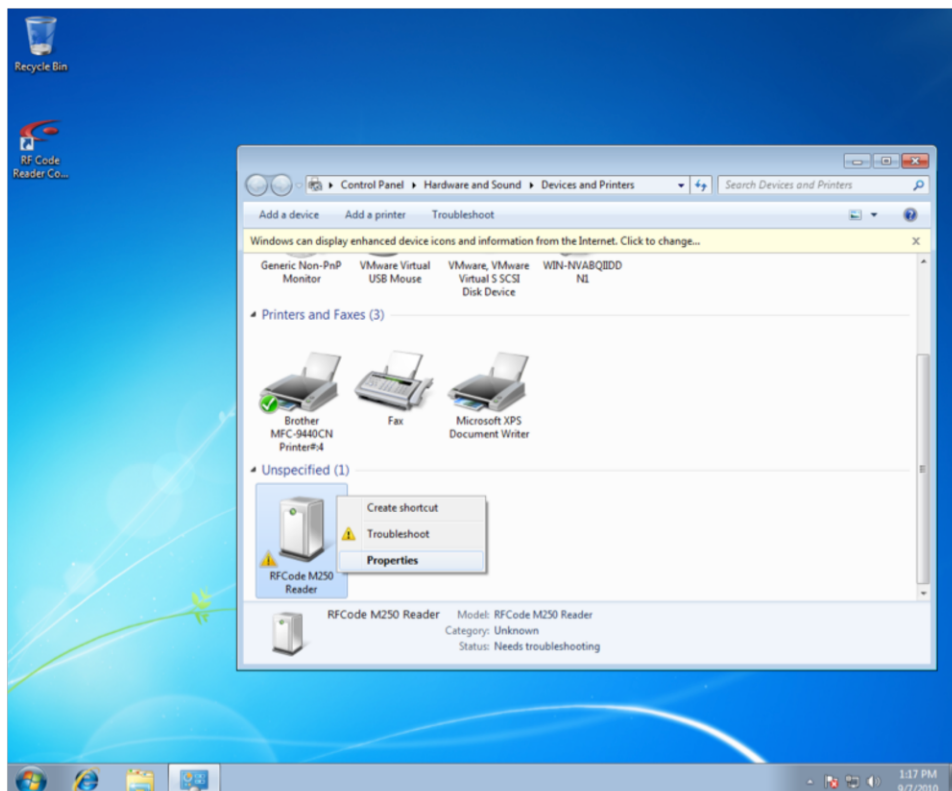 Recycle Bin
RF Code
Reader Co...
Control Panel
Hardware and Sound
Devices and Printers
Search Devices and Printers
Add a device
Add a printer
Troubleshoot
Windows can display enhanced device icons and information from the Internet. Click to change...
Generic Non-PnP
Monitor
VMware Virtual
USB Mouse
VMware, VMware
Virtual S SCSI
Disk Device
WIN-NVABQIIDD
N1
Printers and Faxes (3)
Brother
MFC-9440CN
Printer#:4
Fax
Microsoft XPS
Document Writer
Unspecified (1)
Create shortcut
Troubleshoot
Properties
RFCode M250
Reader
RFCode M250 Reader
Model: RFCode M250 Reader
Category: Unknown
Status: Needs troubleshooting
1:17 PM
9/7/2010